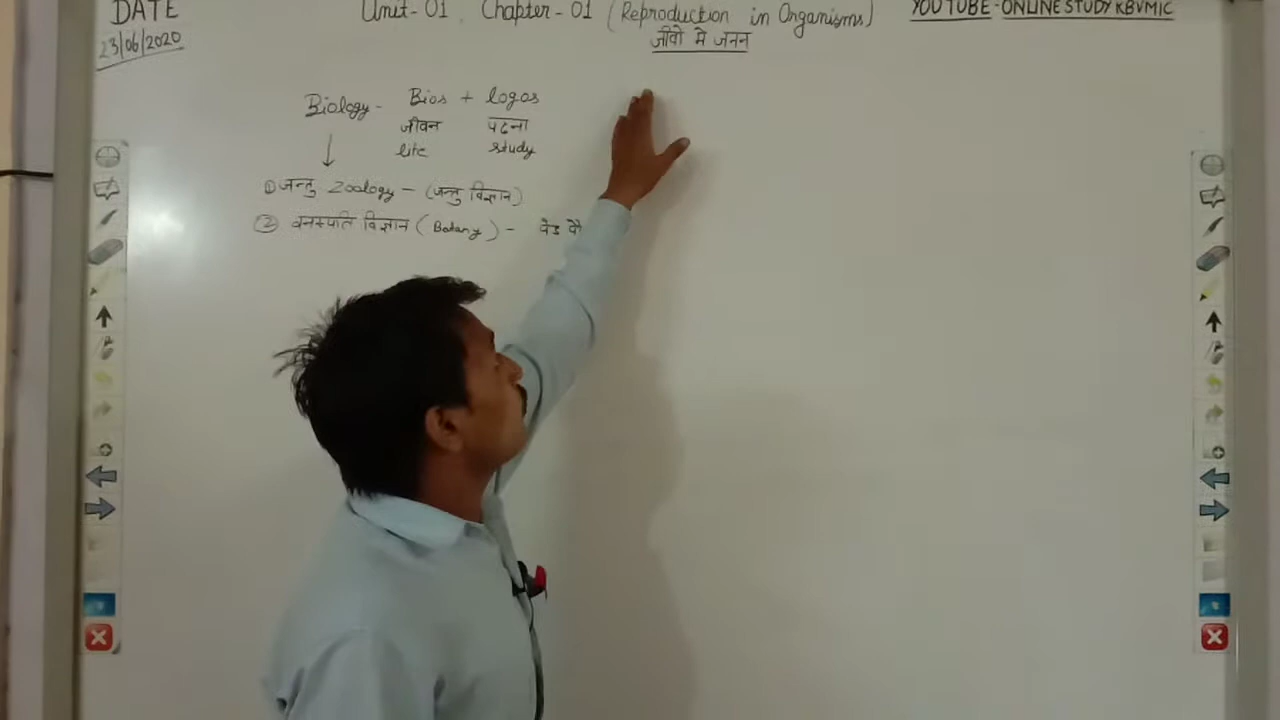 DATE
23/06/2020
Unit-01 Chapter-01 (Reproduction in Organisms)
जीवो मे जनन
YOUTUBE-ONLINE STUDY KBVMIC
Biology - Bios + logos
जीवन पढना
life study
① जन्तु Zoology - (जन्तु विज्ञान)
② वनस्पति विज्ञान (Botany) - पेड पौ